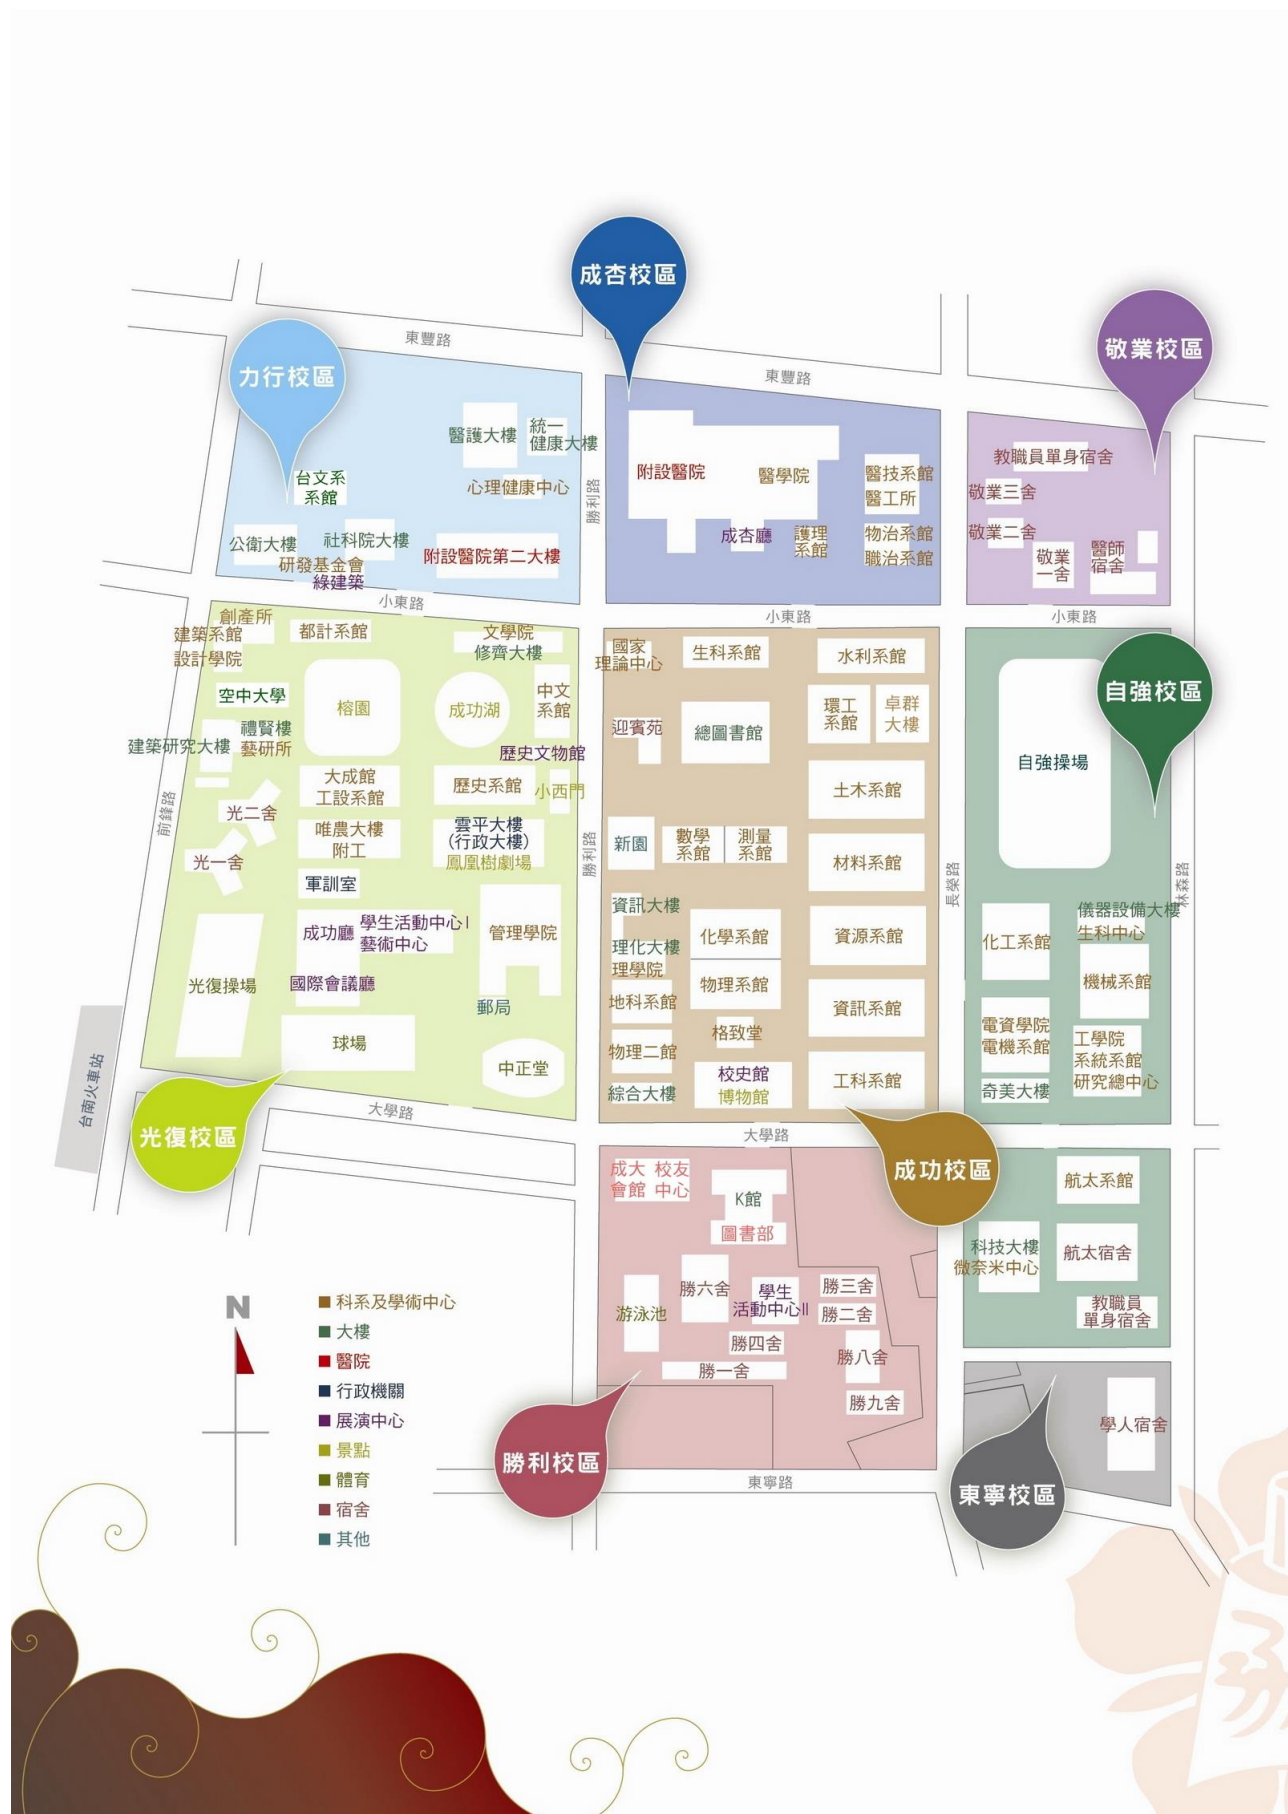 成杏校區
敬業校區
力行校區
東豐路
東豐路
醫護大樓
統一
健康大樓
心理健康中心
台文系
系館
公衛大樓
社科院大樓
研發基金會
綠建築
附設醫院第二大樓
勝利路
附設醫院
醫學院
醫技系館
醫工所
成杏廳
護理
系館
物治系館
職治系館
教職員單身宿舍
敬業三舍
敬業二舍
敬業
一舍
醫師
宿舍
小東路
小東路
小東路
創產所
建築系館
設計學院
都計系館
文學院
修齊大樓
空中大學
榕園
成功湖
中文
系館
禮賢樓
建築研究大樓
藝研所
歷史文物館
大成館
工設系館
歷史系館
小西門
光二舍
唯農大樓
附工
雲平大樓
(行政大樓)
鳳凰樹劇場
光一舍
軍訓室
前鋒路
勝利路
成功廳
學生活動中心I
藝術中心
管理學院
國際會議廳
光復操場
郵局
球場
中正堂
台南火車站
光復校區
大學路
國家
理論中心
生科系館
水利系館
迎賓苑
總圖書館
環工
系館
卓群
大樓
土木系館
新園
數學
系館
測量
系館
材料系館
資訊大樓
理化大樓
理學院
化學系館
資源系館
地科系館
物理系館
資訊系館
物理二館
格致堂
綜合大樓
校史館
博物館
工科系館
大學路
成功校區
長榮路
林森路
自強校區
自強操場
儀器設備大樓
生科中心
化工系館
機械系館
電資學院
電機系館
工學院
系統系館
研究總中心
奇美大樓
航太系館
科技大樓
微奈米中心
航太宿舍
教職員
單身宿舍
成大 校友
會館 中心
K館
圖書部
勝六舍
學生
活動中心II
勝三舍
勝二舍
游泳池
勝四舍
勝一舍
勝八舍
勝九舍
勝利校區
東寧路
東寧校區
學人宿舍
N
科系及學術中心
大樓
醫院
行政機關
展演中心
景點
體育
宿舍
其他